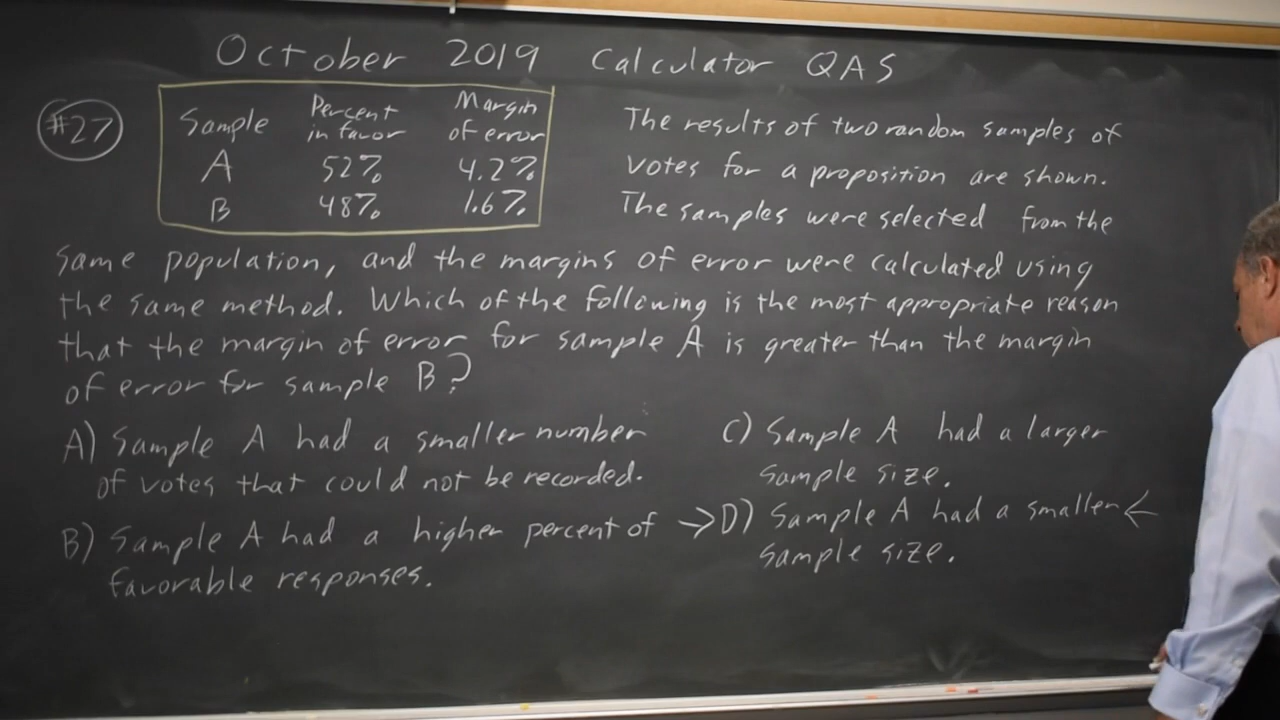 October 2019 Calculator QAS
#27
Sample Percent in favor Margin of error
A 52% 4.2%
B 48% 1.6%
The results of two random samples of
votes for a proposition are shown.
The samples were selected from the
same population, and the margins of error were calculated using
the same method. Which of the following is the most appropriate reason
that the margin of error for sample A is greater than the margin
of error for sample B?
A) Sample A had a smaller number
of votes that could not be recorded.
B) Sample A had a higher percent of
favorable responses.
C) Sample A had a larger
sample size.
→D) Sample A had a smaller←
sample size.